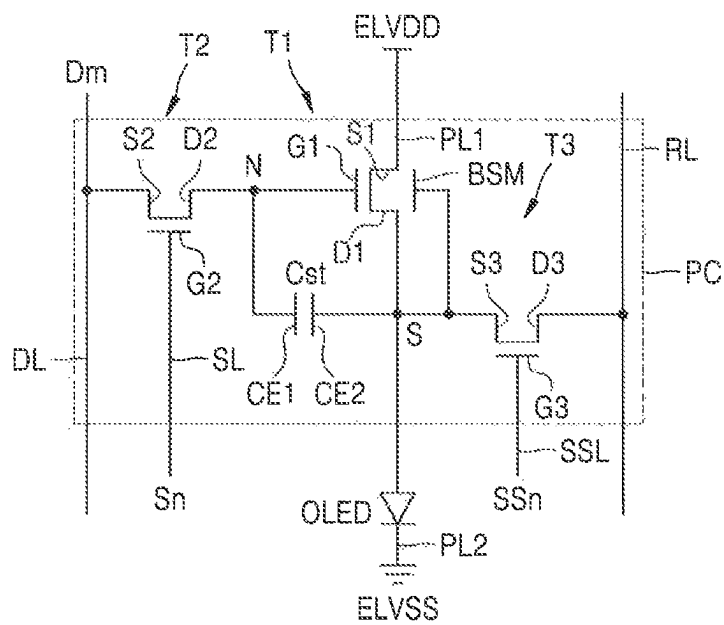 ELVDD
T2
T1
Dm
S2
D2
N
G1
S1
PL1
T3
RL
BSM
D1
G2
Cst
S3
D3
PC
S
DL
SL
CE1
CE2
G3
SSL
Sn
OLED
SSn
PL2
ELVSS